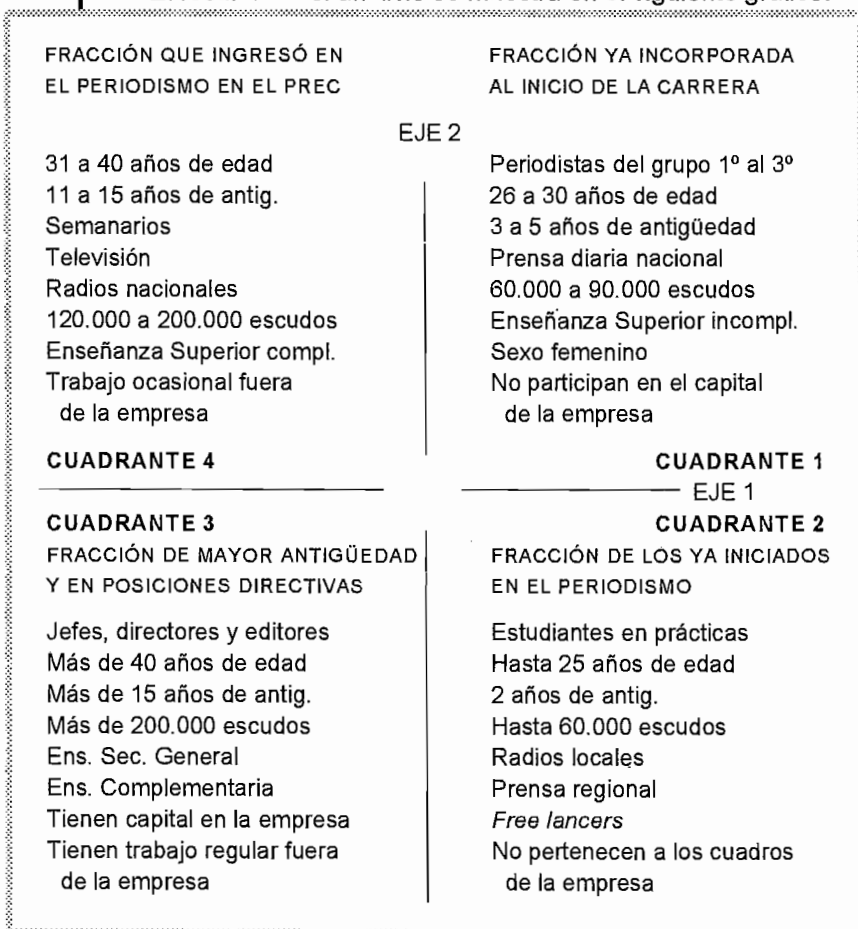 FRACCIÓN QUE INGRESÓ EN
EL PERIODISMO EN EL PREC
FRACCIÓN YA INCORPORADA
AL INICIO DE LA CARRERA
EJE 2
31 a 40 años de edad
11 a 15 años de antig.
Semanarios
Televisión
Radios nacionales
120.000 a 200.000 escudos
Enseñanza Superior compl.
Trabajo ocasional fuera
de la empresa
CUADRANTE 4
Periodistas del grupo 1º al 3º
26 a 30 años de edad
3 a 5 años de antigüedad
Prensa diaria nacional
60.000 a 90.000 escudos
Enseñanza Superior incompl.
Sexo femenino
No participan en el capital
de la empresa
CUADRANTE 1
EJE 1
CUADRANTE 3
FRACCIÓN DE MAYOR ANTIGÜEDAD
Y EN POSICIONES DIRECTIVAS
Jefes, directores y editores
Más de 40 años de edad
Más de 15 años de antig.
Más de 200.000 escudos
Ens. Sec. General
Ens. Complementaria
Tienen capital en la empresa
Tienen trabajo regular fuera
de la empresa
CUADRANTE 2
FRACCIÓN DE LOS YA INICIADOS
EN EL PERIODISMO
Estudiantes en prácticas
Hasta 25 años de edad
2 años de antig.
Hasta 60.000 escudos
Radios locales
Prensa regional
Free lancers
No pertenecen a los cuadros
de la empresa